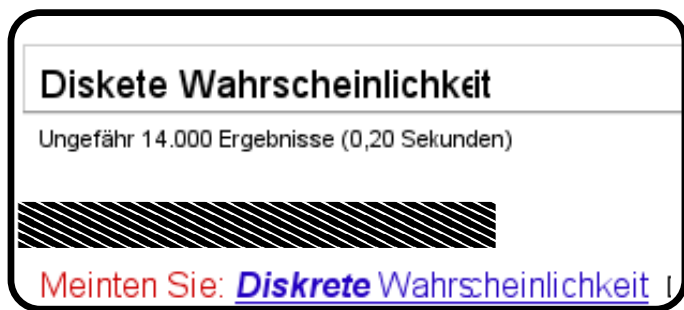 Diskete Wahrscheinlichkeit
Ungefähr 14.000 Ergebnisse (0,20 Sekunden)
Meinten Sie: Diskrete Wahrscheinlichkeit